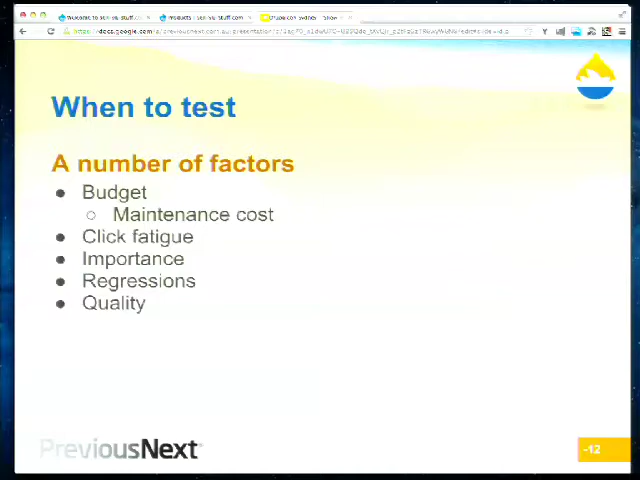 When to test
A number of factors
Budget
Maintenance cost
Click fatigue
Importance
Regressions
Quality
PreviousNext
-12